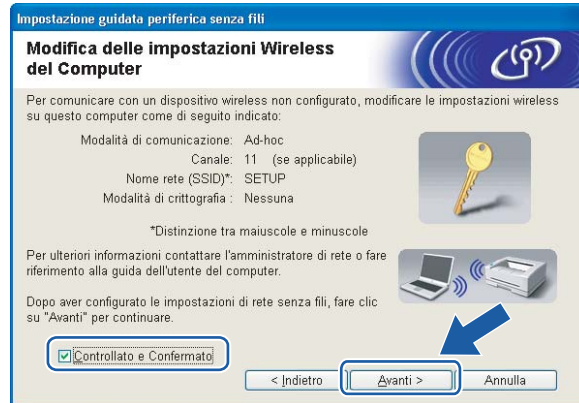 Impostazione guidata periferica senza fili
Modifica delle impostazioni Wireless
del Computer
Per comunicare con un dispositivo wireless non configurato, modificare le impostazioni wireless
su questo computer come di seguito indicato:
Modalità di comunicazione: Ad-hoc
Canale: 11 (se applicabile)
Nome rete (SSID)*: SETUP
Modalità di crittografia : Nessuna
*Distinzione tra maiuscole e minuscole
Per ulteriori informazioni contattare l'amministratore di rete o fare
riferimento alla guida dell'utente del computer.
Dopo aver configurato le impostazioni di rete senza fili, fare clic
su "Avanti" per continuare.
Controllato e Confermato
< Indietro Avanti > Annulla